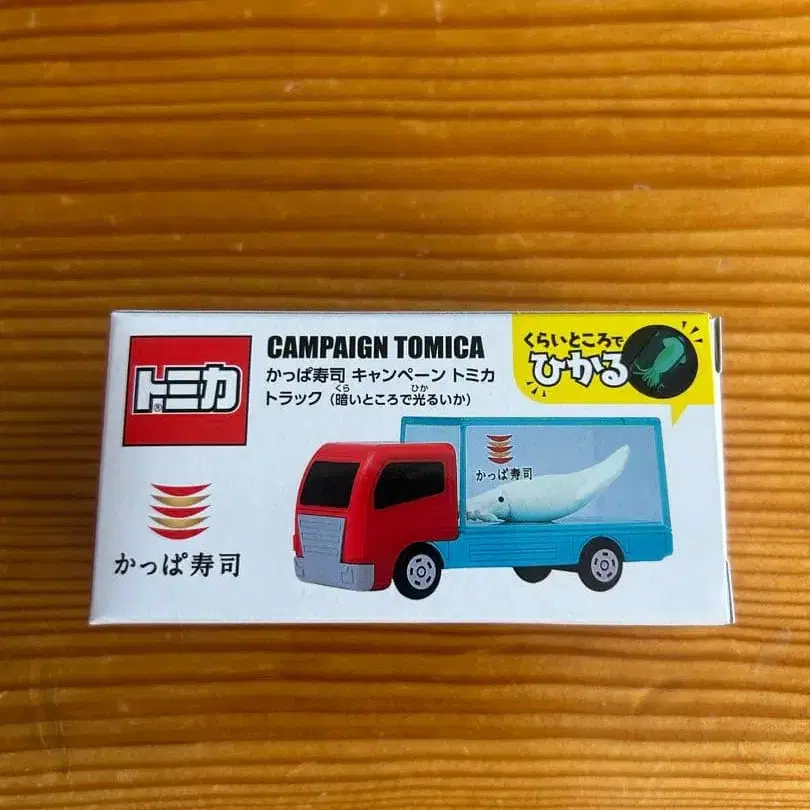 トミカ®
CAMPAIGN TOMICA
かっぱ寿司 キャンペーン トミカ
トラック（暗いところで光るいか）
くら
ひか
くらいところで
ひかる
かっぱ寿司
かっぱ寿司